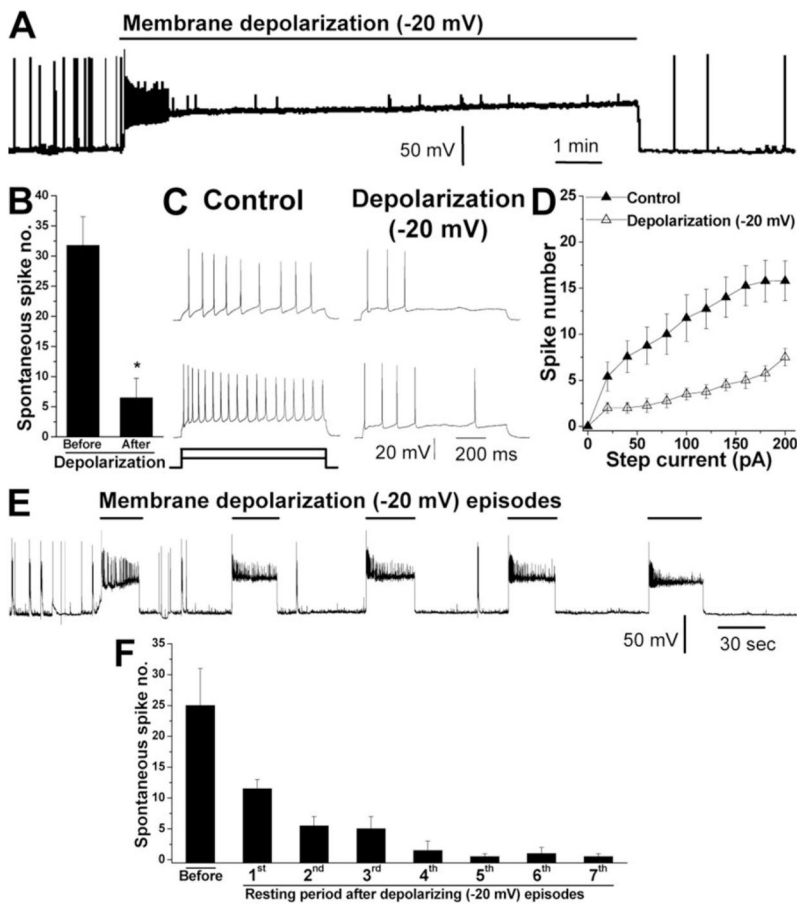 A
Membrane depolarization (-20 mV)
50 mV
1 min
B
Spontaneous spike no.
40
35
30
25
20
15
10
5
0
*
Before
After
Depolarization
C
Control
Depolarization
(-20 mV)
20 mV
200 ms
D
Spike number
25
20
15
10
5
0
Control
Depolarization (-20 mV)
0
50
100
150
200
Step current (pA)
E
Membrane depolarization (-20 mV) episodes
50 mV
30 sec
F
Spontaneous spike no.
35
30
25
20
15
10
5
0
Before
1st
2nd
3rd
4th
5th
6th
7th
Resting period after depolarizing (-20 mV) episodes